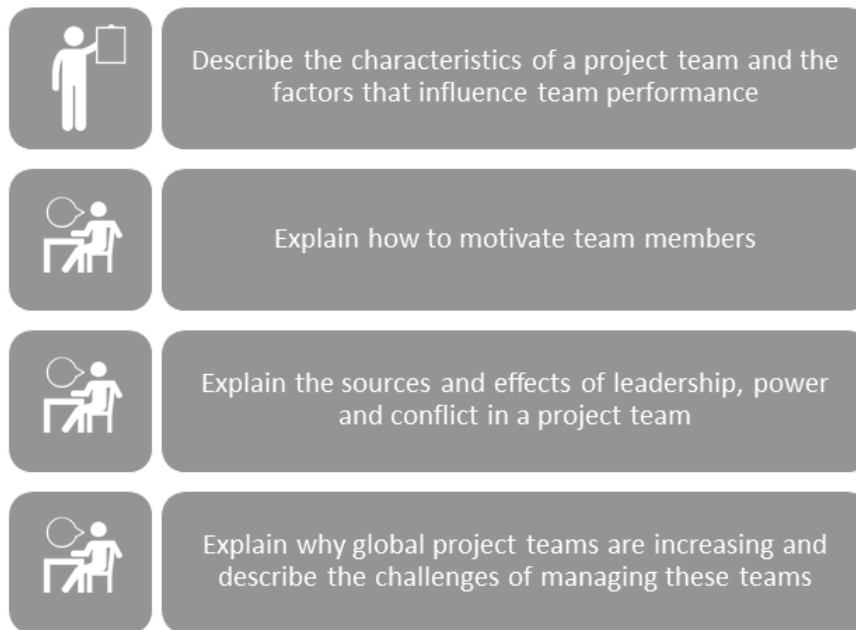 Describe the characteristics of a project team and the
factors that influence team performance
Explain how to motivate team members
Explain the sources and effects of leadership, power
and conflict in a project team
Explain why global project teams are increasing and
describe the challenges of managing these teams